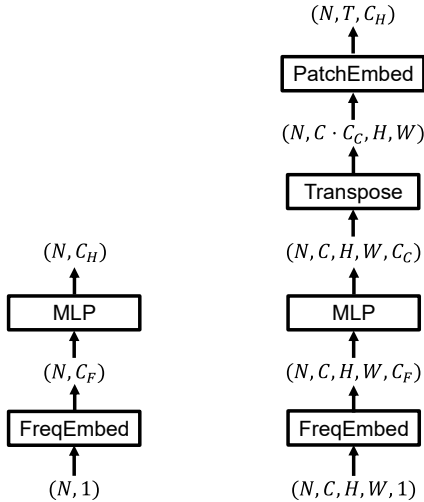 (N, T, C_H)
PatchEmbed
(N, C · C_C, H, W)
Transpose
(N, C_H)
(N, C, H, W, C_C)
MLP
MLP
(N, C_F)
(N, C, H, W, C_F)
FreqEmbed
FreqEmbed
(N, 1)
(N, C, H, W, 1)